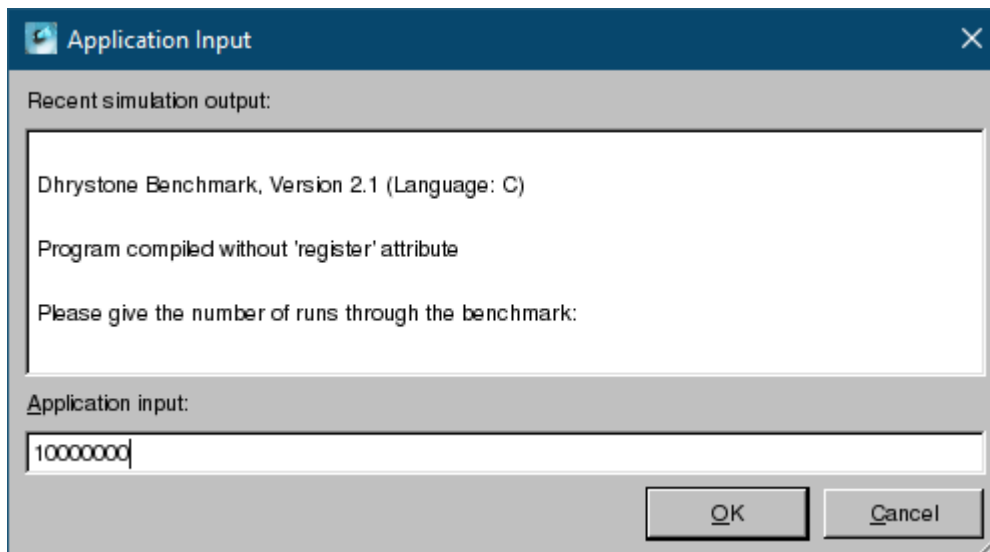 Application Input
Recent simulation output:
Dhrystone Benchmark, Version 2.1 (Language: C)
Program compiled without 'register' attribute
Please give the number of runs through the benchmark:
Application input:
10000000
OK
Cancel